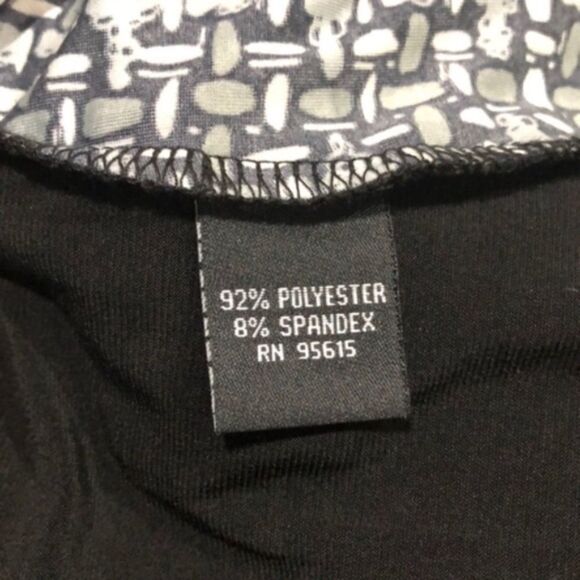 92% POLYESTER
8% SPANDEX
RN 95615